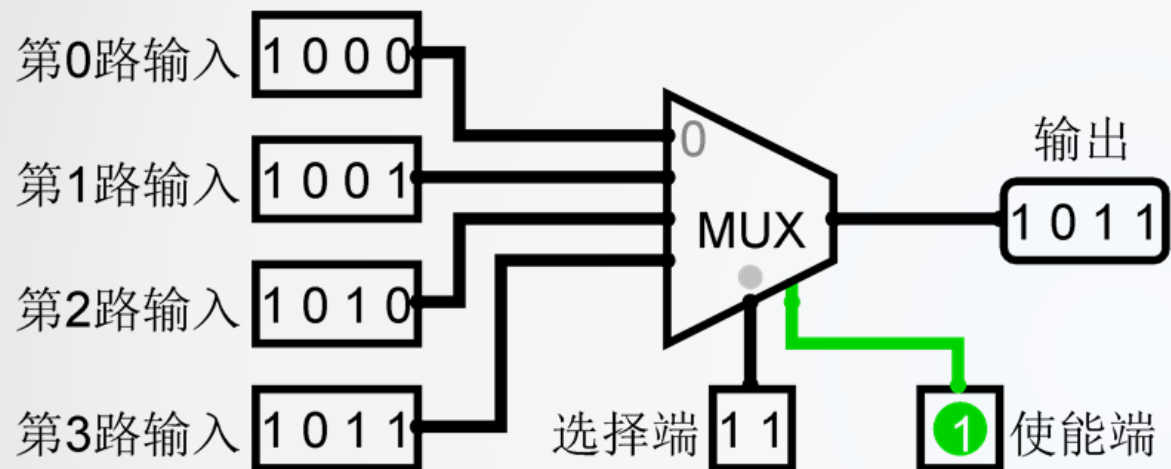 第0路输入 1 0 0 0
0
输出
第1路输入 1 0 0 1
MUX
1 0 1 1
第2路输入 1 0 1 0
第3路输入 1 0 1 1
选择端 1 1
1 使能端